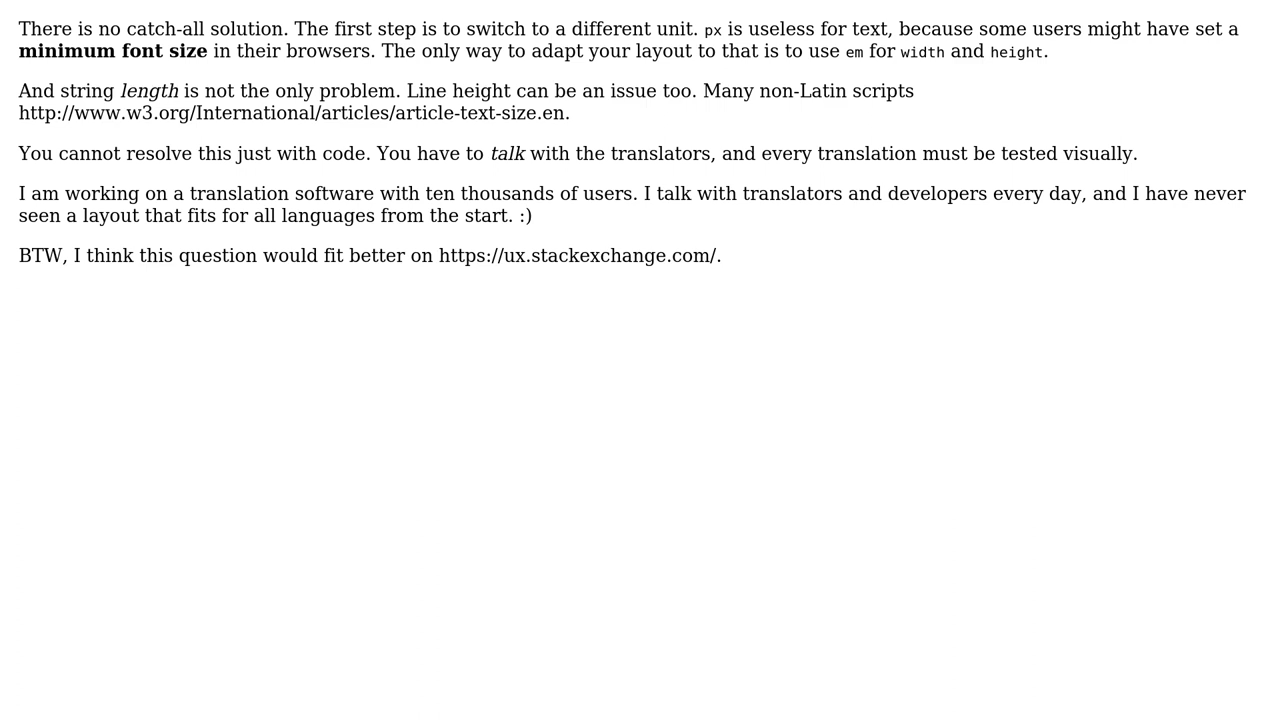 There is no catch-all solution. The first step is to switch to a different unit. px is useless for text, because some users might have set a
minimum font size in their browsers. The only way to adapt your layout to that is to use em for width and height.
And string length is not the only problem. Line height can be an issue too. Many non-Latin scripts
http://www.w3.org/International/articles/article-text-size.en.
You cannot resolve this just with code. You have to talk with the translators, and every translation must be tested visually.
I am working on a translation software with ten thousands of users. I talk with translators and developers every day, and I have never
seen a layout that fits for all languages from the start. :)
BTW, I think this question would fit better on https://ux.stackexchange.com/.